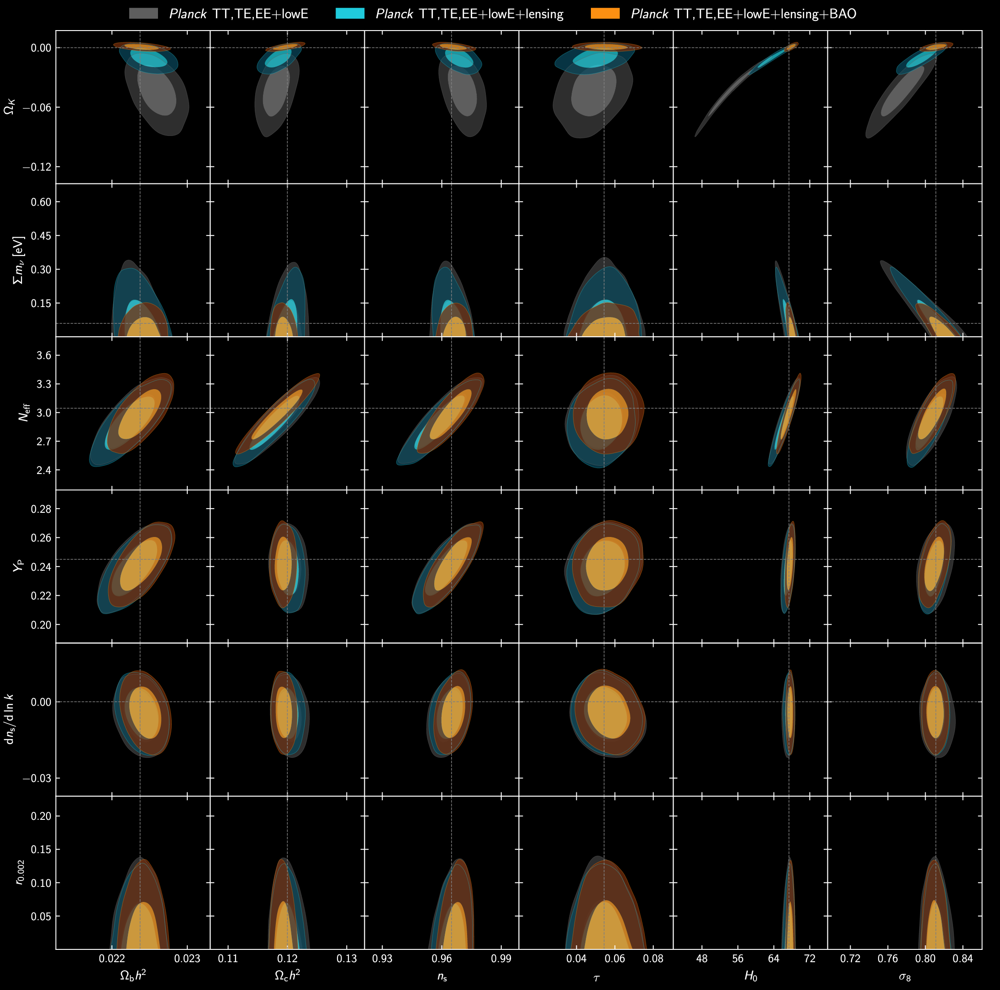 Planck TT,TE,EE+lowE Planck TT,TE,EE+lowE+lensing Planck TT,TE,EE+lowE+lensing+BAO
0.00
−0.06
−0.12
Ω_K
0.60
0.45
0.30
0.15
Σm_ν [eV]
3.6
3.3
3.0
2.7
2.4
N_eff
0.28
0.26
0.24
0.22
0.20
Y_P
0.00
−0.03
dn_s/d ln k
0.20
0.15
0.10
0.05
r_0.002
0.022 0.023 0.11 0.12 0.13 0.93 0.96 0.99 0.04 0.06 0.08 48 56 64 72 0.72 0.76 0.80 0.84
Ω_b h² Ω_c h² n_s τ H_0 σ_8